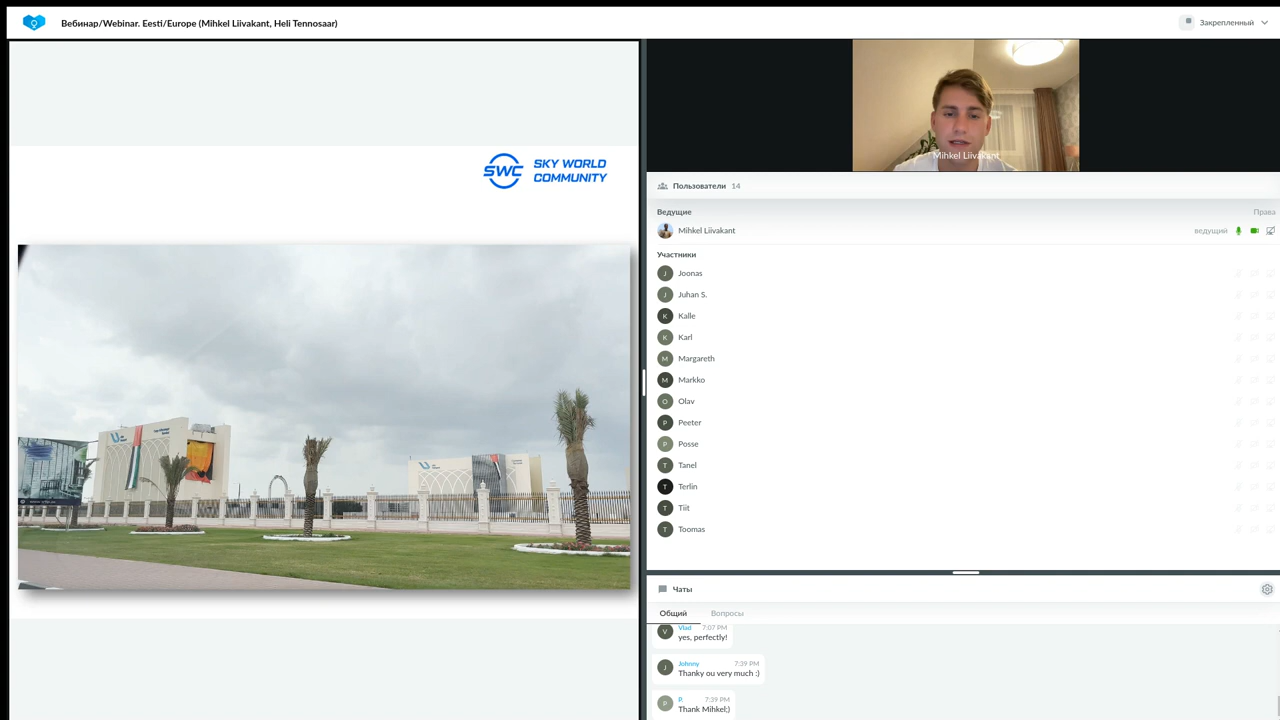 Вебинар/Webinar. Eesti/Europe (Mihkel Liivakant, Heli Tennosaar)
Закрепленный
SWC SKY WORLD
COMMUNITY
Mihkel Liivakant
Пользователи 14
Ведущие Права
Mihkel Liivakant ведущий
Участники
J Joonas
J Juhan S.
K Kalle
K Karl
M Margareth
M Markko
O Olav
P Peeter
P Posse
T Tanel
T Terlin
T Tiit
T Toomas
Чаты
Общий Вопросы
V Vlad 7:07 PM
yes, perfectly!
J Johnny 7:39 PM
Thanky ou very much :)
P P. 7:39 PM
Thank Mihkel;)